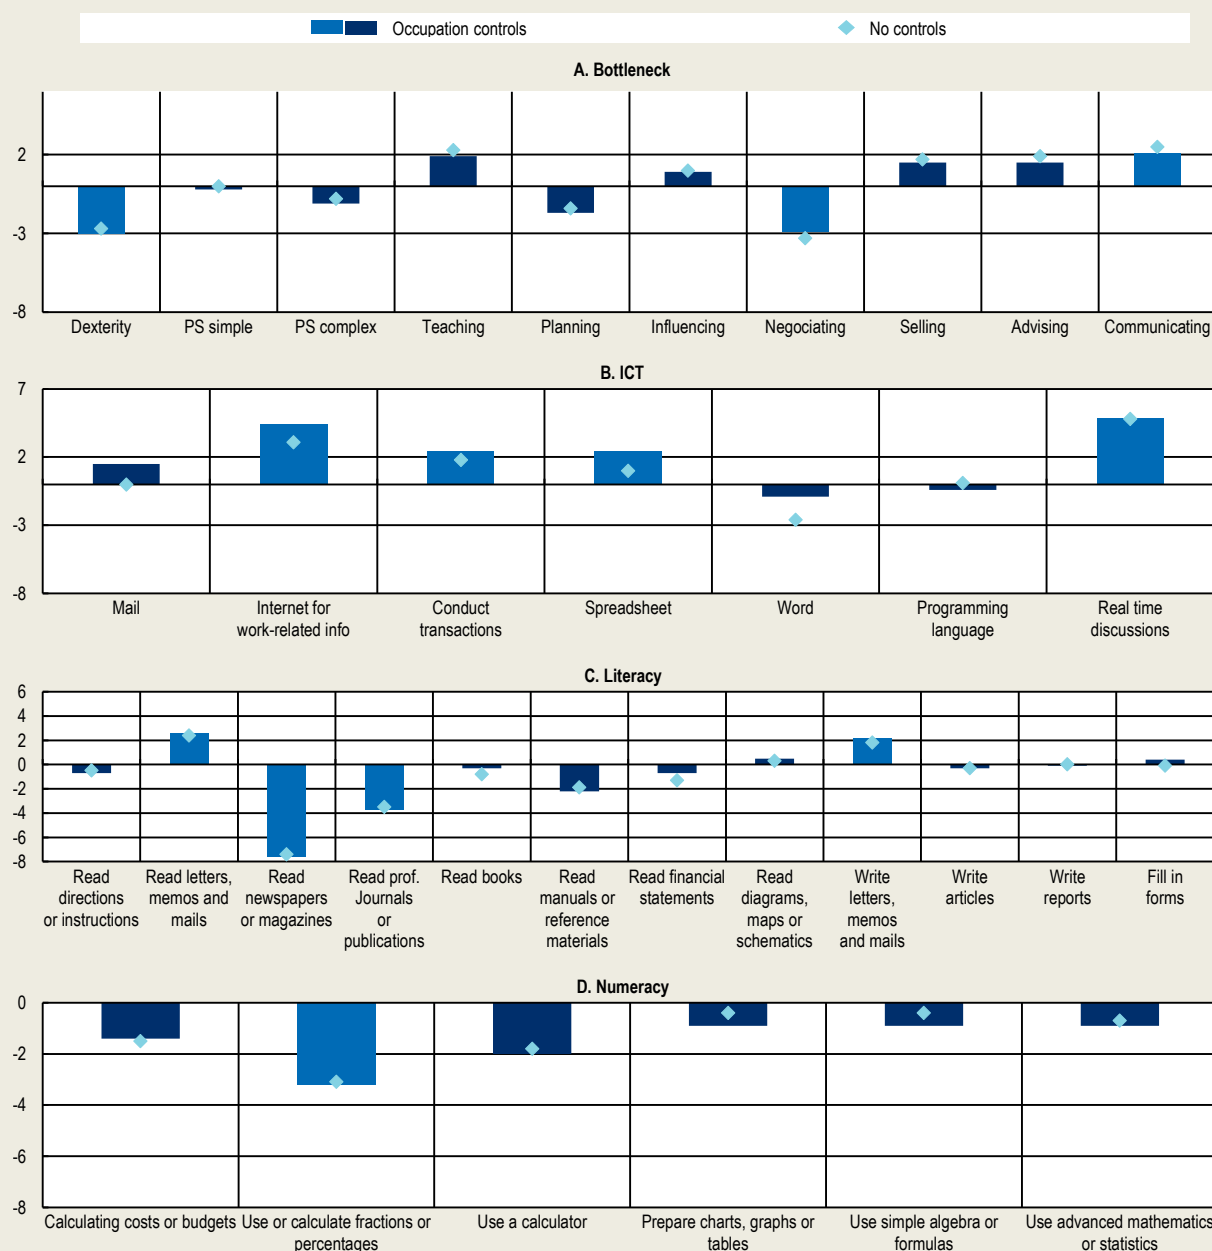 Occupation controls
No controls
A. Bottleneck
2
-3
-8
Dexterity
PS simple
PS complex
Teaching
Planning
Influencing
Negociating
Selling
Advising
Communicating
B. ICT
7
2
-3
-8
Mail
Internet for
work-related info
Conduct
transactions
Spreadsheet
Word
Programming
language
Real time
discussions
C. Literacy
6
4
2
0
-2
-4
-6
-8
Read
directions
or instructions
Read letters,
memos and
mails
Read
newspapers
or magazines
Read prof.
Journals
or
publications
Read books
Read
manuals or
reference
materials
Read financial
statements
Read
diagrams,
maps or
schematics
Write
letters,
memos
and mails
Write
articles
Write
reports
Fill in
forms
D. Numeracy
0
-2
-4
-6
-8
Calculating costs or budgets
Use or calculate fractions or
percentages
Use a calculator
Prepare charts, graphs or
tables
Use simple algebra or
formulas
Use advanced mathematics
or statistics